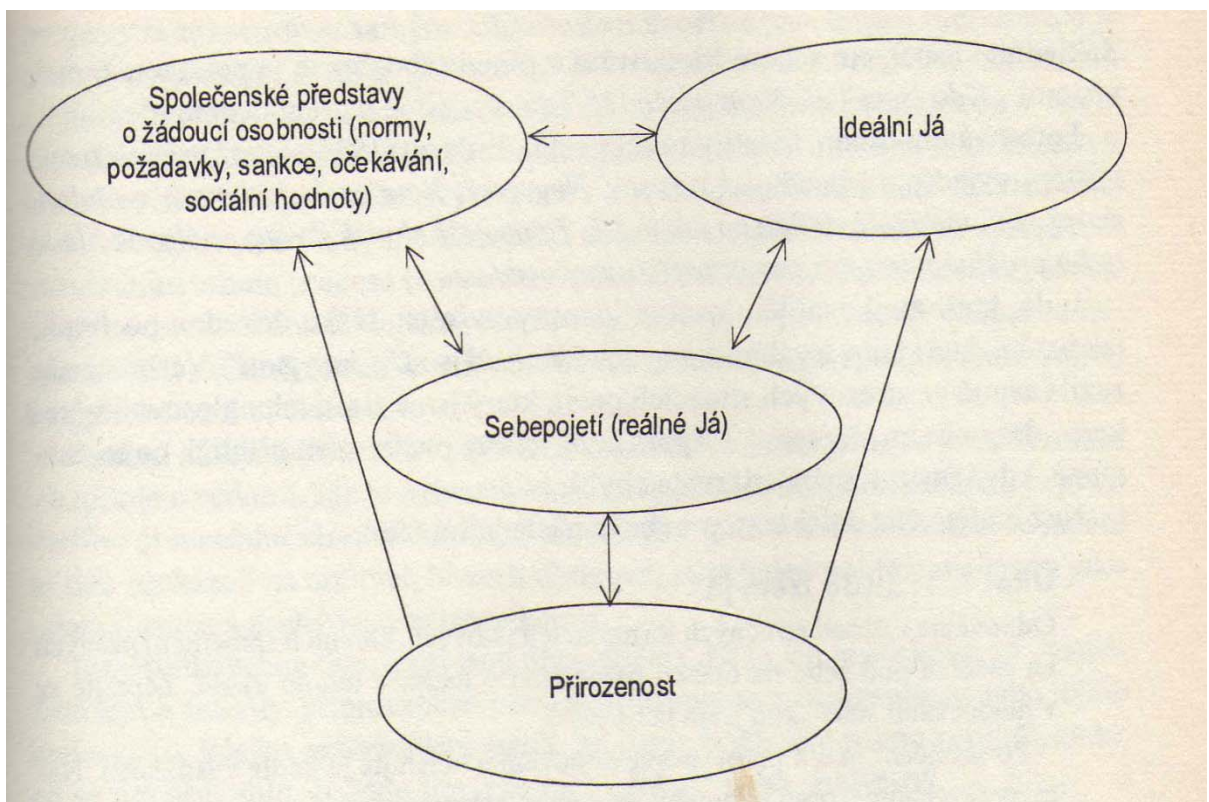 Společenské představy
o žádoucí osobnosti (normy,
požadavky, sankce, očekávání,
sociální hodnoty)
Ideální Já
Sebepojetí (reálné Já)
Přirozenost